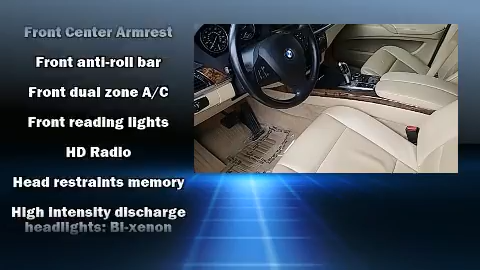 Front Center Armrest
Front anti-roll bar
Front dual zone A/C
Front reading lights
HD Radio
Head restraints memory
High intensity discharge
headlights: Bi-xenon